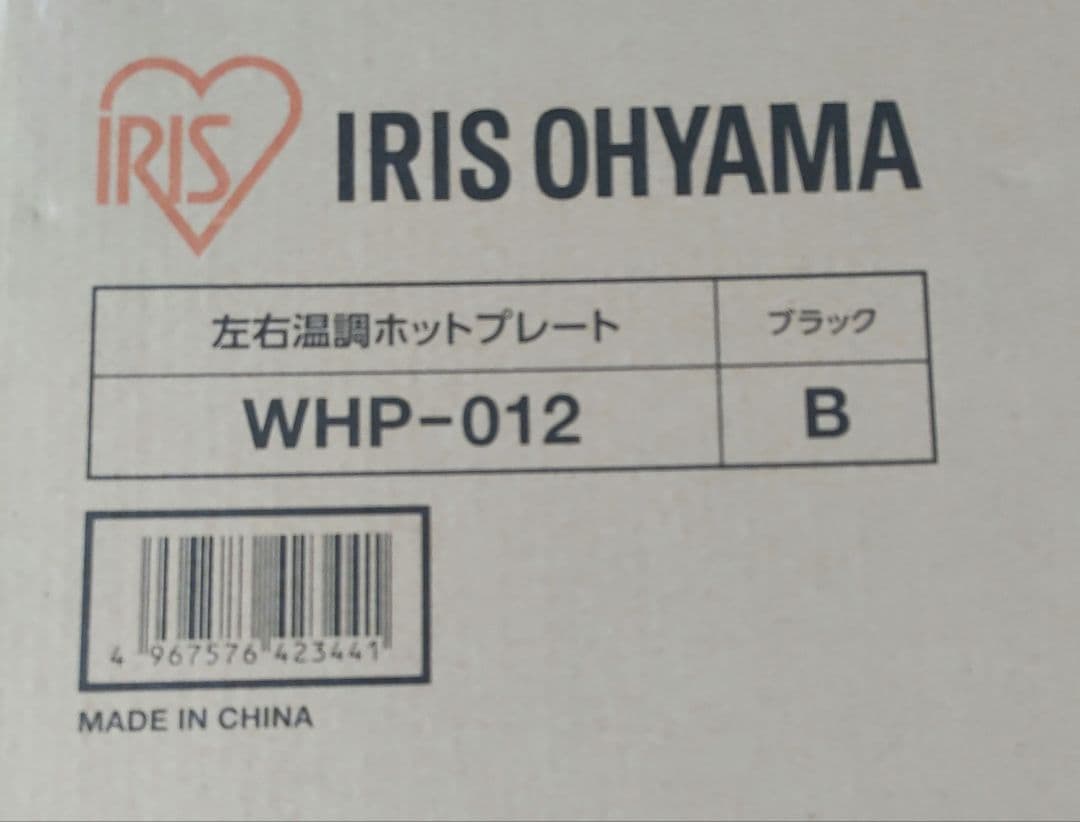 IRIS
IRIS OHYAMA
左右温調ホットプレート
ブラック
WHP-012
B
4 967576 423441
MADE IN CHINA